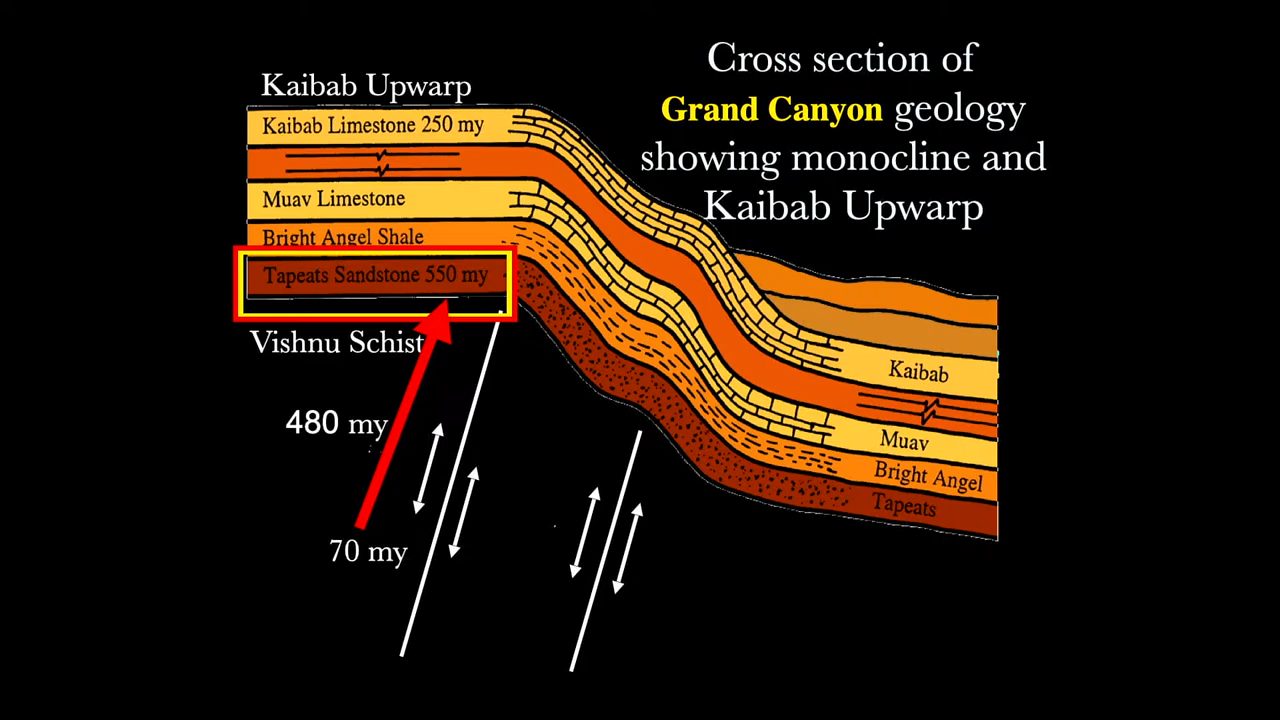 Cross section of
Grand Canyon geology
showing monocline and
Kaibab Upwarp
Kaibab Upwarp
Kaibab Limestone 250 my
Muav Limestone
Bright Angel Shale
Tapeats Sandstone 550 my
Vishnu Schist
480 my
70 my
Kaibab
Muav
Bright Angel
Tapeats